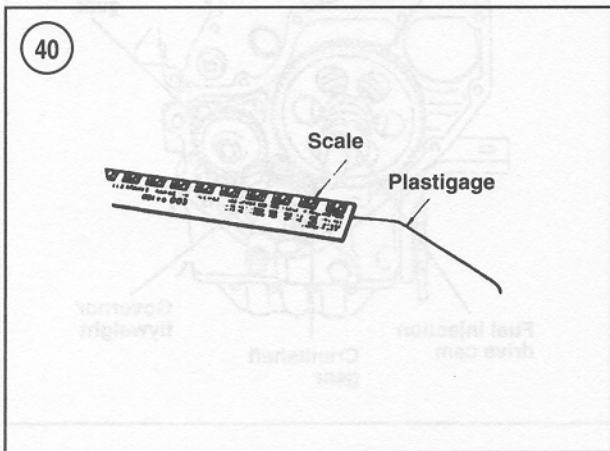 40
Scale
Plastigage
Governor
flyweight
Fuel injection
drive cam
Crankshaft
gear